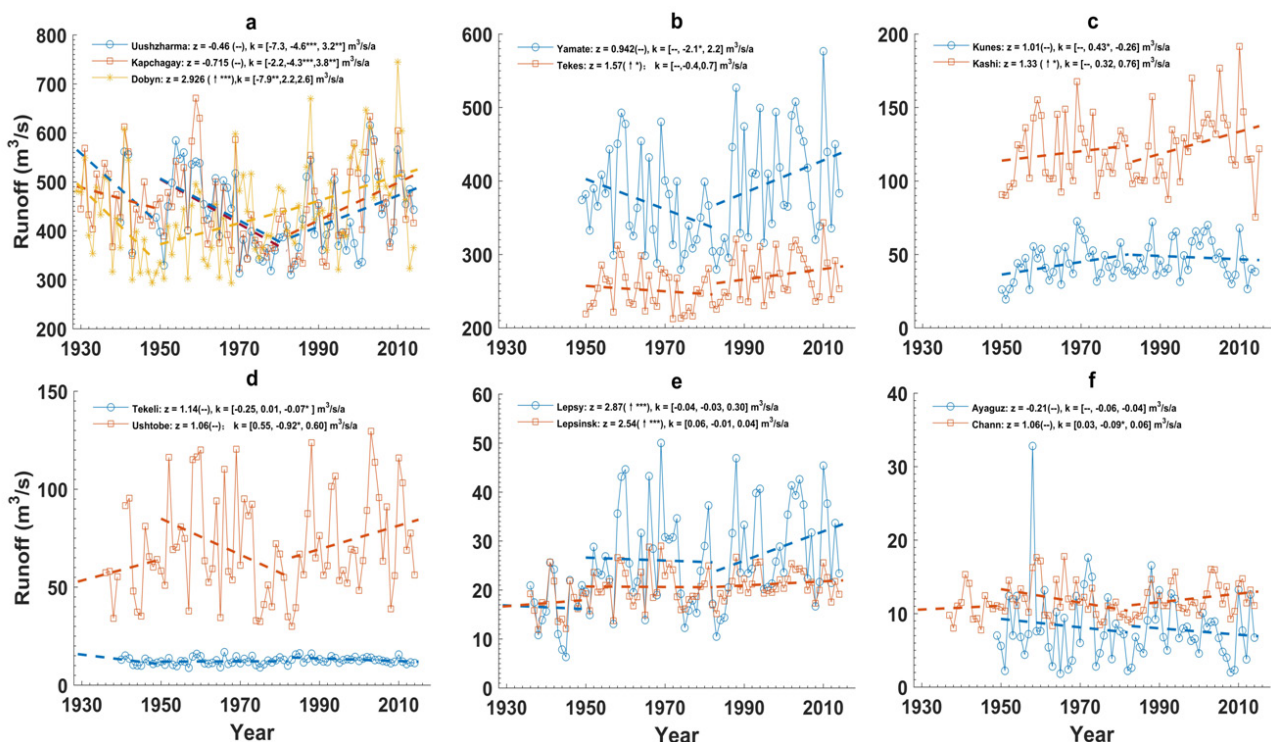 a
Uushzharma: z = -0.46 (--), k = [-7.3, -4.6***, 3.2**] m³/s/a
Kapchagay: z = -0.715 (--), k = [-2.2,-4.3***,3.8**] m³/s/a
Dobyn: z = 2.926 (↑***),k = [-7.9**,2.2,2.6] m³/s/a
800
700
600
500
400
300
200
Runoff (m³/s)
1930 1950 1970 1990 2010
b
Yamate: z = 0.942(--), k = [--, -2.1*, 2.2] m³/s/a
Tekes: z = 1.57(↑*); k = [--,-0.4,0.7] m³/s/a
600
500
400
300
200
1930 1950 1970 1990 2010
c
Kunes: z = 1.01(--), k = [--, 0.43*, -0.26] m³/s/a
Kashi: z = 1.33 (↑*), k = [--, 0.32, 0.76] m³/s/a
200
150
100
50
0
1930 1950 1970 1990 2010
d
Tekeli: z = 1.14(--), k = [-0.25, 0.01, -0.07*] m³/s/a
Ushtobe: z = 1.06(--); k = [0.55, -0.92*, 0.60] m³/s/a
150
100
50
0
Runoff (m³/s)
1930 1950 1970 1990 2010
Year
e
Lepsy: z = 2.87(↑***), k = [-0.04, -0.03, 0.30] m³/s/a
Lepsinsk: z = 2.54(↑***), k = [0.06, -0.01, 0.04] m³/s/a
60
50
40
30
20
10
0
1930 1950 1970 1990 2010
Year
f
Ayaguz: z = -0.21(--), k = [--, -0.06, -0.04] m³/s/a
Chann: z = 1.06(--), k = [0.03, -0.09*, 0.06] m³/s/a
40
30
20
10
0
1930 1950 1970 1990 2010
Year